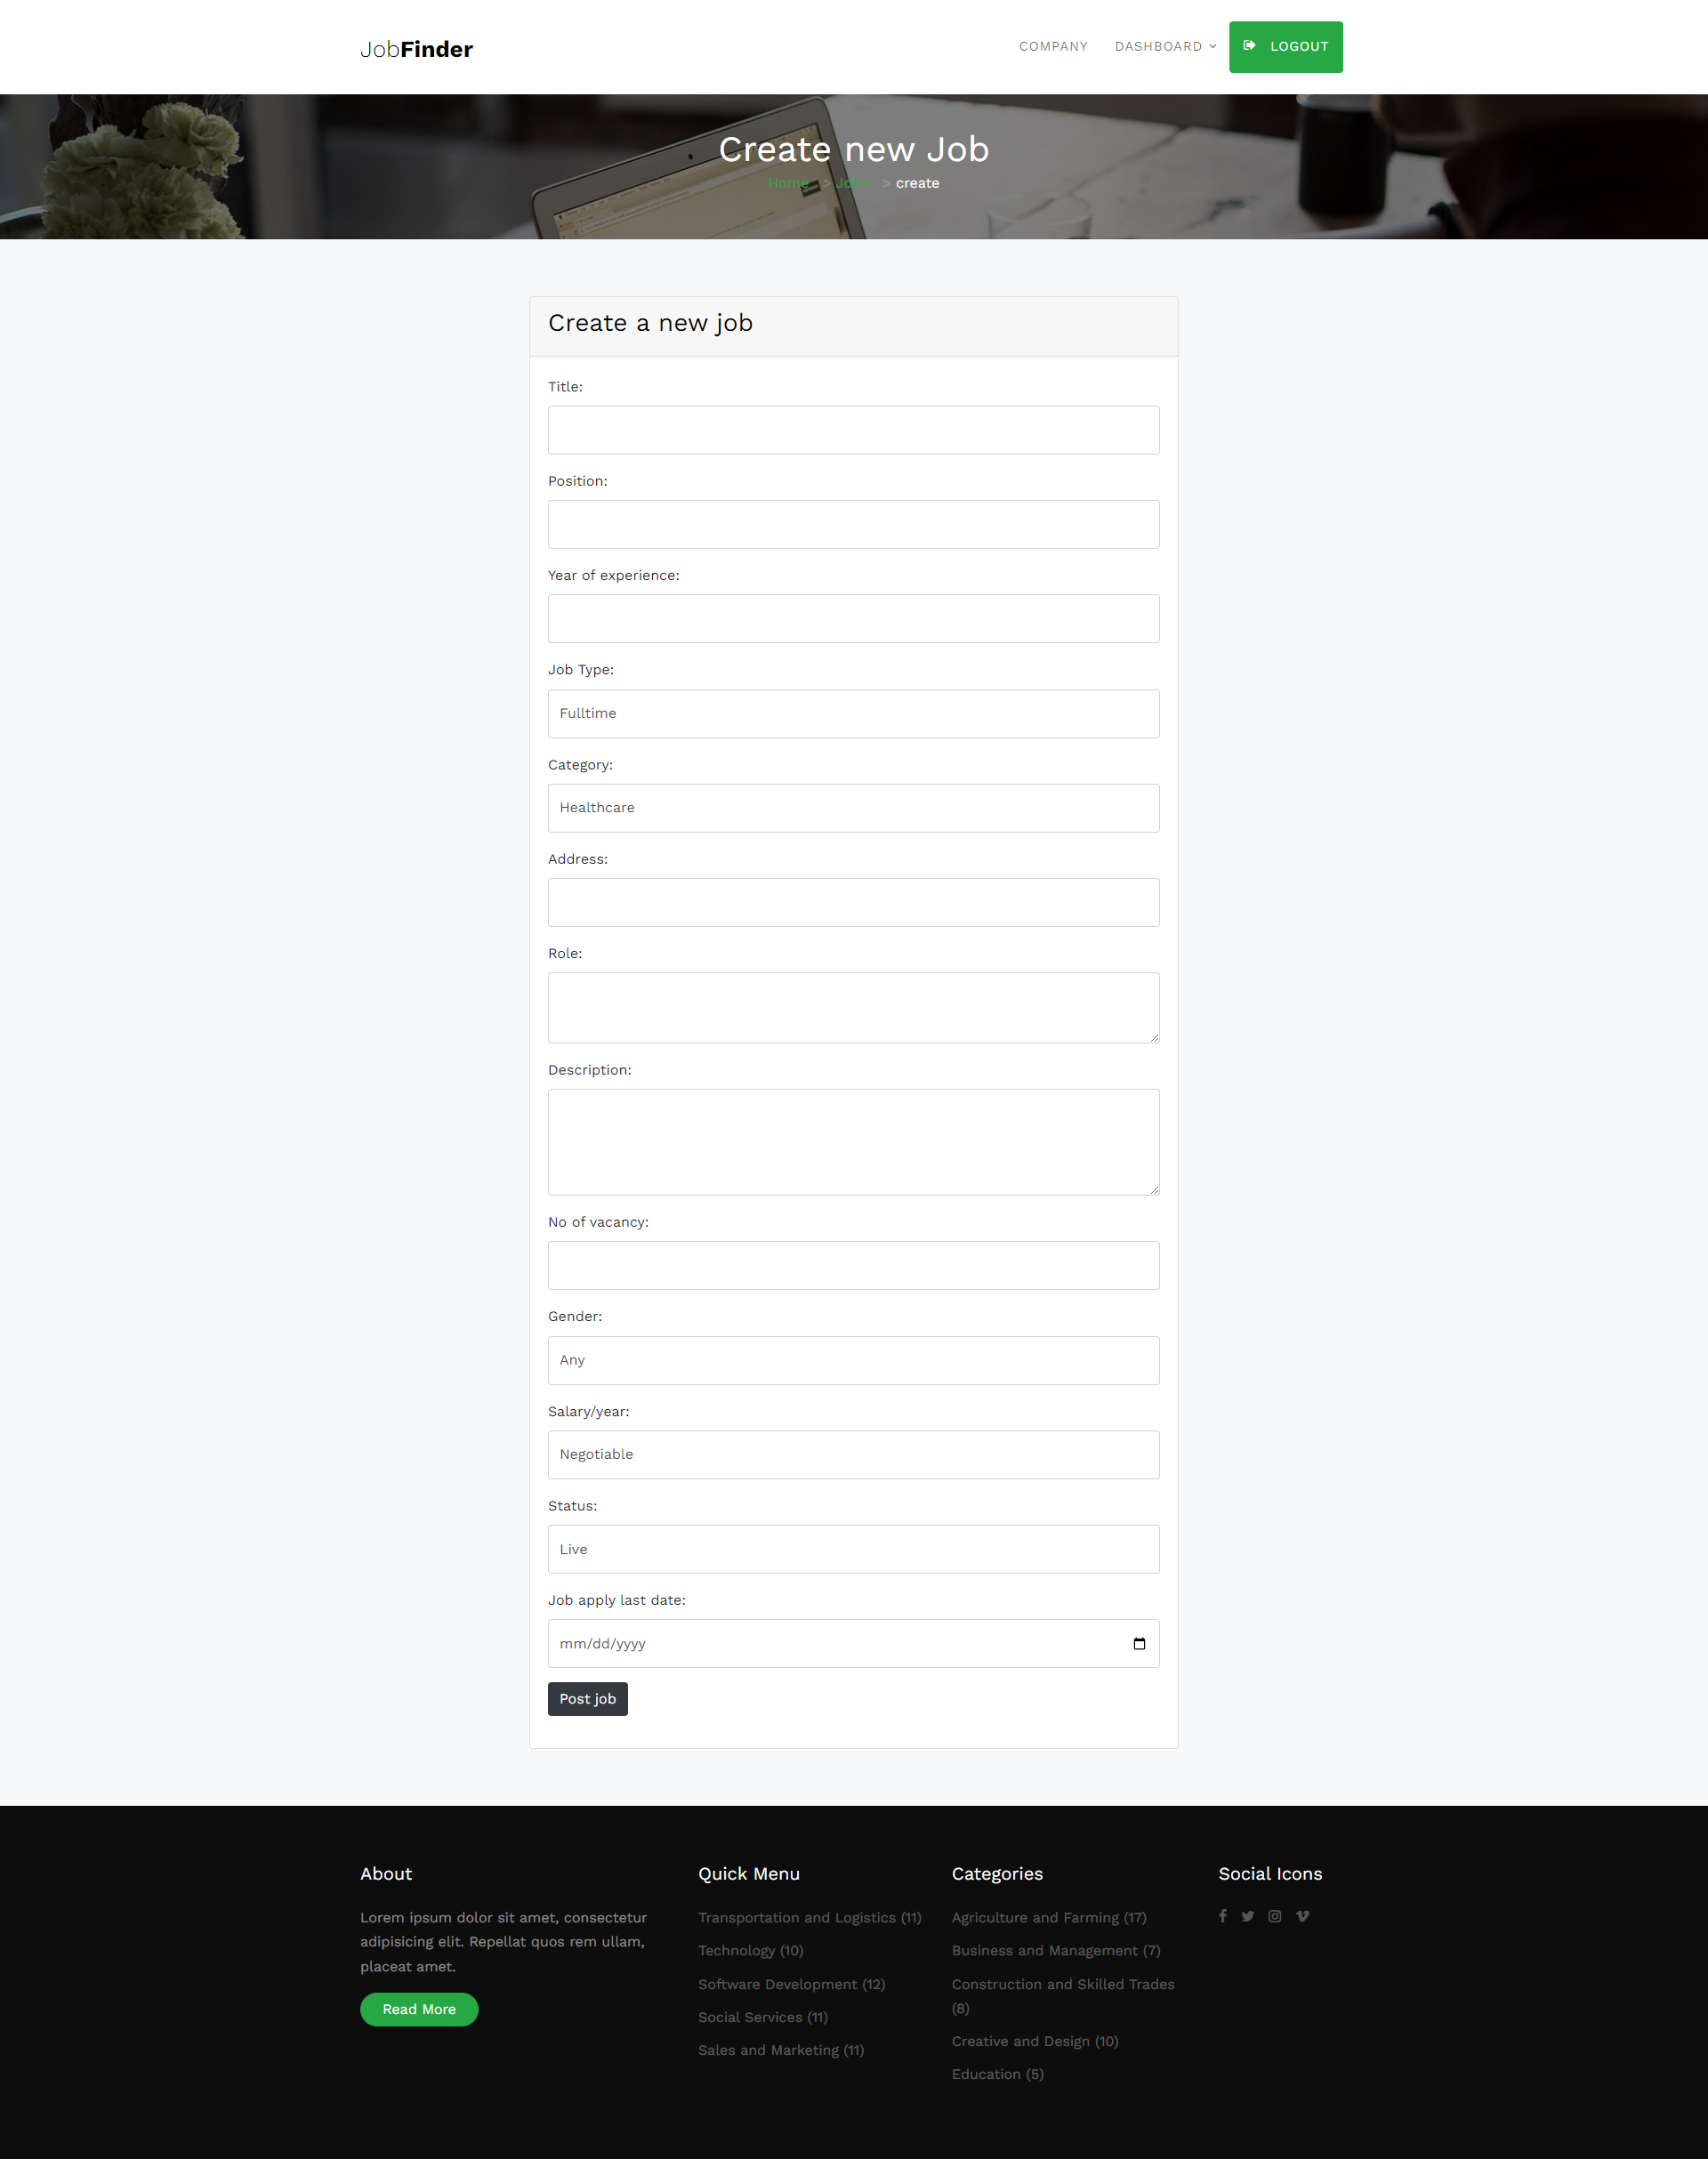 JobFinder
COMPANY
DASHBOARD
LOGOUT
Create new Job
Home > Jobs > create
Create a new job
Title:
Position:
Year of experience:
Job Type:
Fulltime
Category:
Healthcare
Address:
Role:
Description:
No of vacancy:
Gender:
Any
Salary/year:
Negotiable
Status:
Live
Job apply last date:
mm/dd/yyyy
Post job
About
Lorem ipsum dolor sit amet, consectetur
adipisicing elit. Repellat quos rem ullam,
placeat amet.
Read More
Quick Menu
Transportation and Logistics (11)
Technology (10)
Software Development (12)
Social Services (11)
Sales and Marketing (11)
Categories
Agriculture and Farming (17)
Business and Management (7)
Construction and Skilled Trades
(8)
Creative and Design (10)
Education (5)
Social Icons